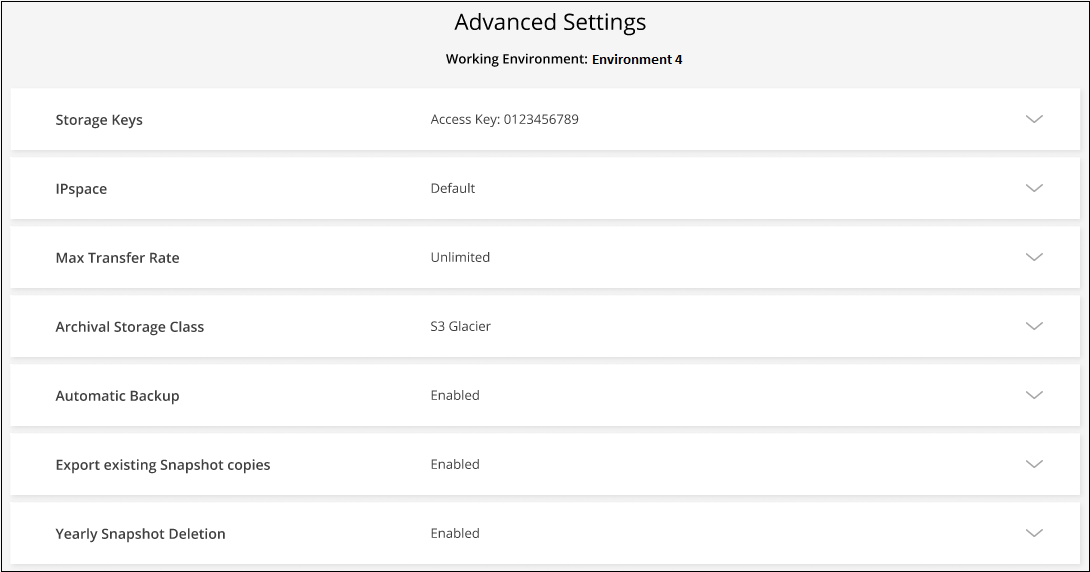 Advanced Settings
Working Environment: Environment 4
Storage Keys Access Key: 0123456789
IPspace Default
Max Transfer Rate Unlimited
Archival Storage Class S3 Glacier
Automatic Backup Enabled
Export existing Snapshot copies Enabled
Yearly Snapshot Deletion Enabled